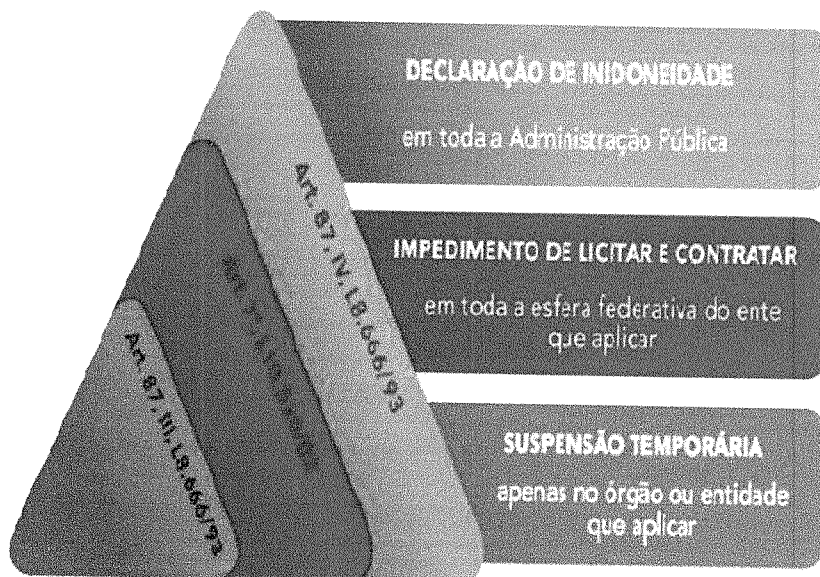 DECLARAÇÃO DE INIDONEIDADE
em toda a Administração Pública
Art. 87, IV, L8.666/93
IMPEDIMENTO DE LICITAR E CONTRATAR
em toda a esfera federativa do ente
que aplicar
Art. 7º,
Art. 87, III, L8.666/93
SUSPENSÃO TEMPORÁRIA
apenas no órgão ou entidade
que aplicar